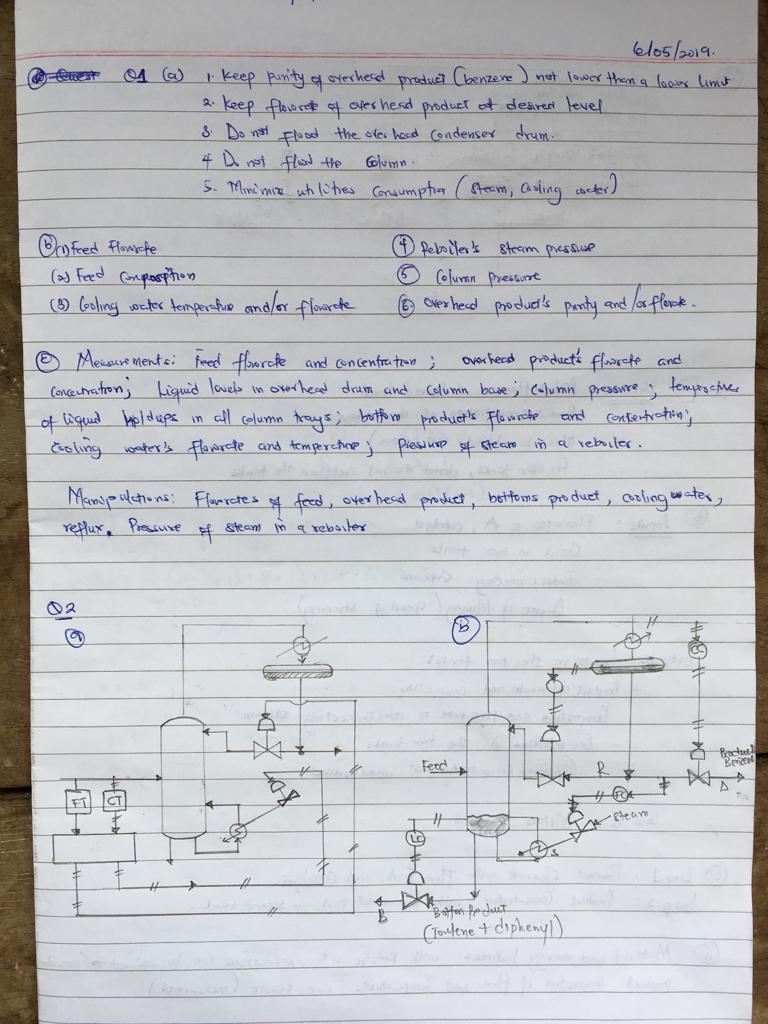 6/05/2019.
Q1 (a) 1. Keep purity of overhead product (benzene) not lower than a lower limit
2. Keep flowrate of overhead product at desired level
3. Do not flood the overhead condenser drum.
4 Do not flood the column.
5. Minimize utilities consumption (steam, cooling water)
(b) (1) Feed flowrate
(2) Feed composition
(3) Cooling water temperature and/or flowrate
(4) Reboiler's steam pressure
(5) Column pressure
(6) Overhead product's purity and/or flowrate.
(c) Measurements: Feed flowrate and concentration; overhead product's flowrate and
concentration; Liquid levels in overhead drum and column base; column pressure; temperatures
of liquid holdups in all column trays; bottom product's flowrate and concentration;
Cooling water's flowrate and temperature; Pressure of steam in a reboiler.
Manipulations: Flowrates of feed, overhead product, bottoms product, cooling water,
reflux. Pressure of steam in a reboiler
Q2
(a)
(B)
Feed
R
Product
Benzene
D
FC
steam
FT
CT
LC
S
B
Bottom Product
(Toulene + diphenyl)